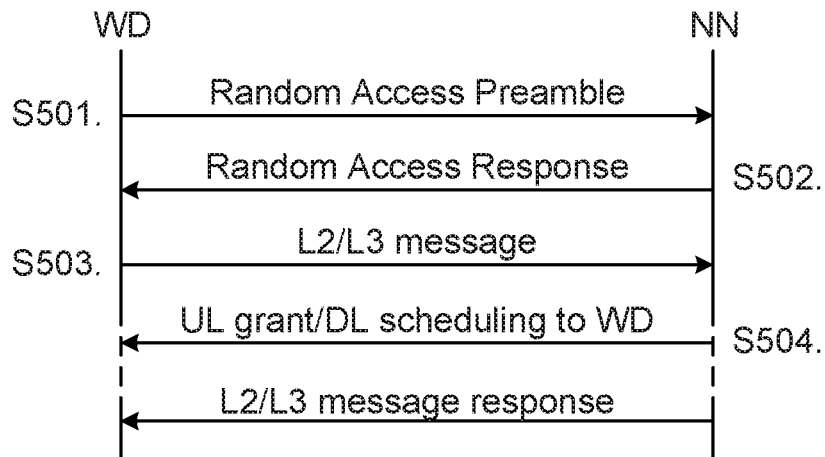 WD NN
Random Access Preamble
S501.
Random Access Response
S502.
L2/L3 message
S503.
UL grant/DL scheduling to WD
S504.
L2/L3 message response